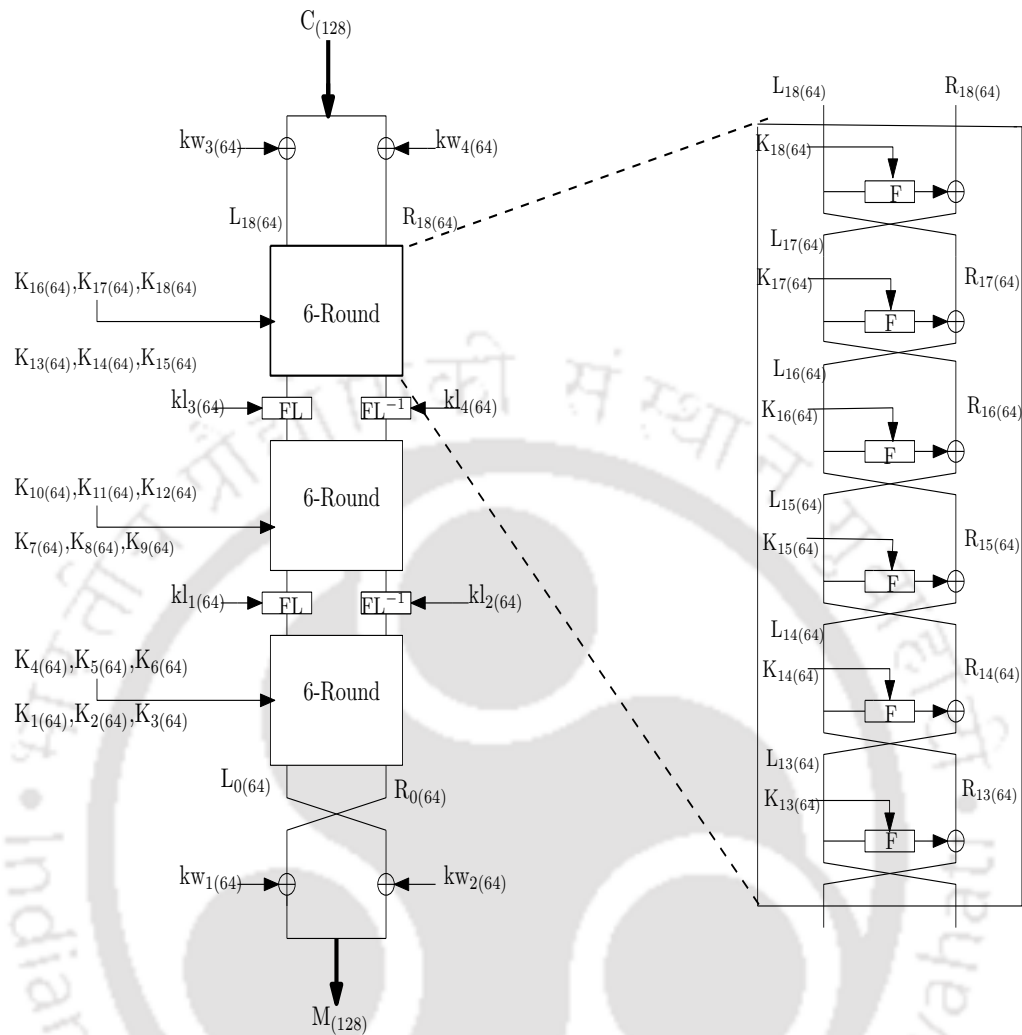 C(128)
kw3(64)
kw4(64)
L18(64)
R18(64)
K16(64),K17(64),K18(64)
6-Round
K13(64),K14(64),K15(64)
kl3(64)
FL
FL−1
kl4(64)
K10(64),K11(64),K12(64)
6-Round
K7(64),K8(64),K9(64)
kl1(64)
FL
FL−1
kl2(64)
K4(64),K5(64),K6(64)
6-Round
K1(64),K2(64),K3(64)
L0(64)
R0(64)
kw1(64)
kw2(64)
M(128)
L18(64)
R18(64)
K18(64)
F
L17(64)
K17(64)
R17(64)
F
L16(64)
K16(64)
R16(64)
F
L15(64)
K15(64)
R15(64)
F
L14(64)
K14(64)
R14(64)
F
L13(64)
K13(64)
R13(64)
F
Indian